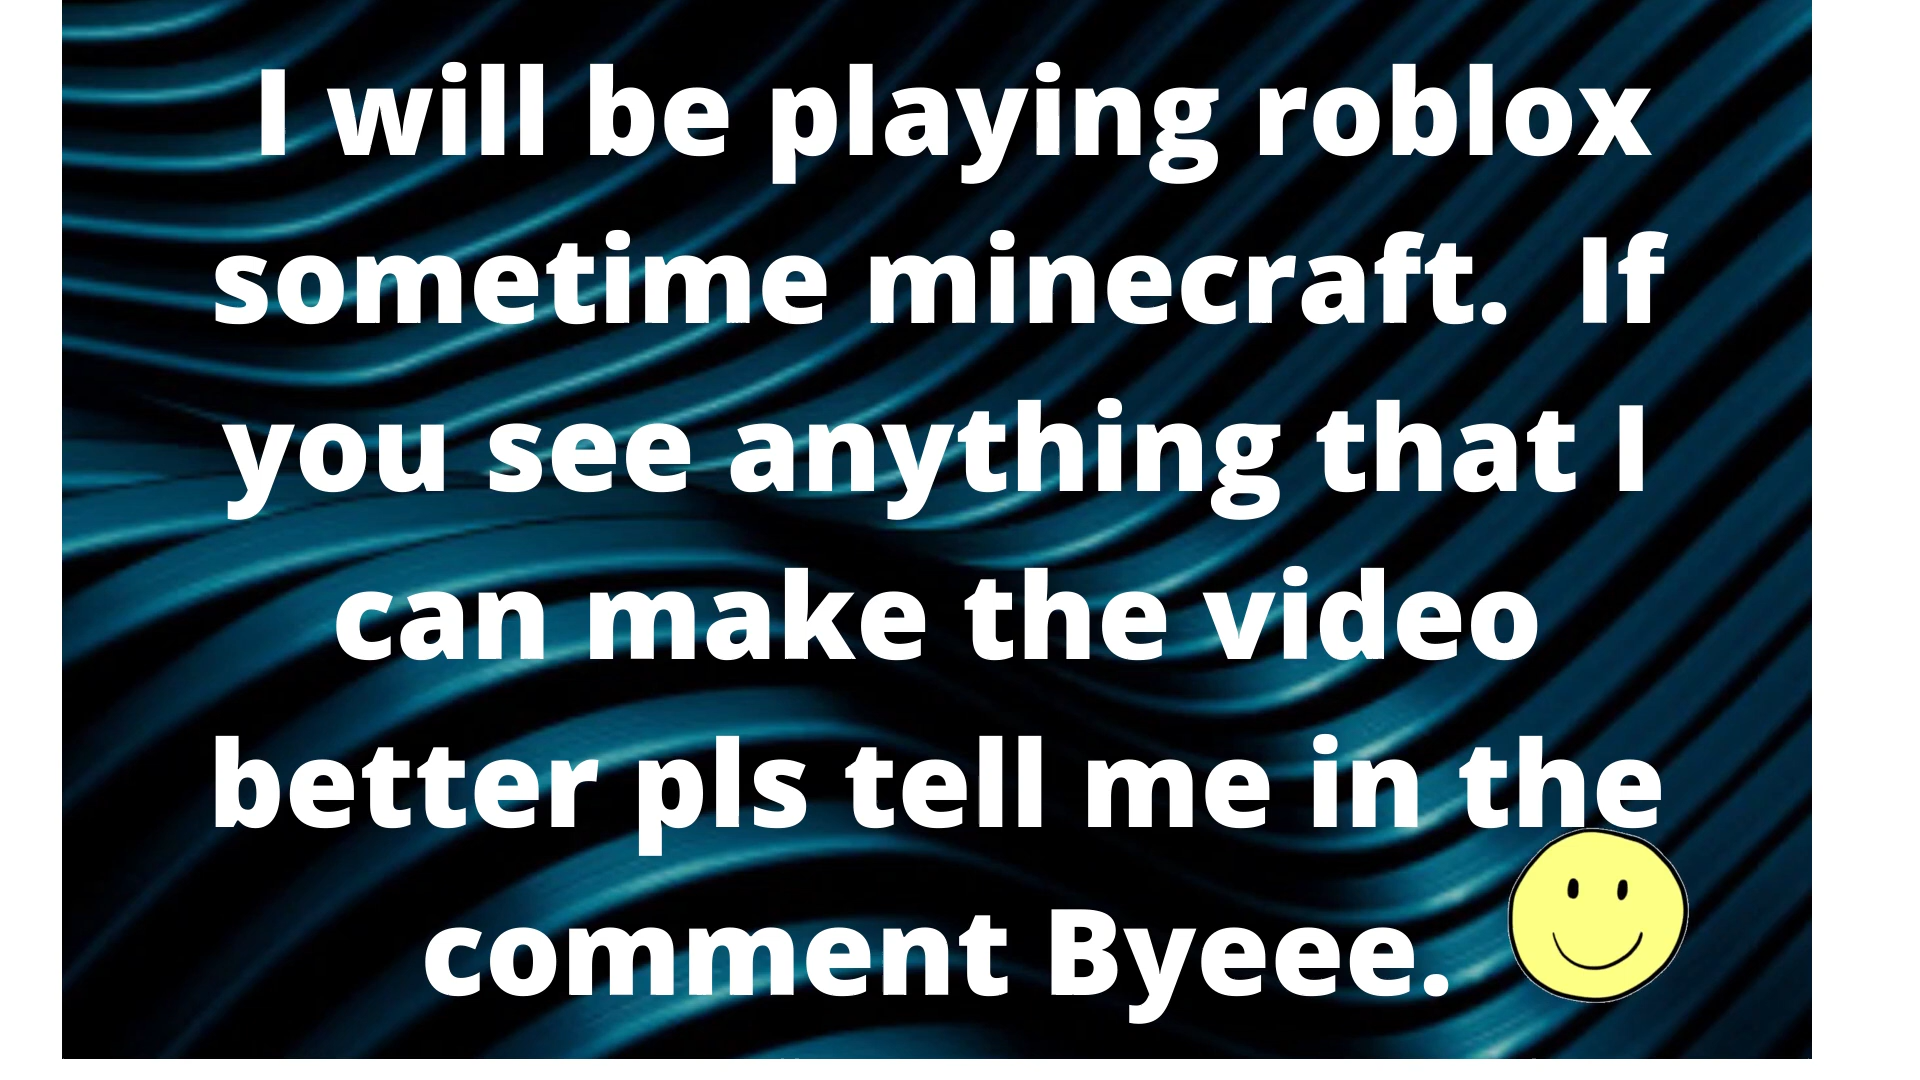 I will be playing roblox
sometime minecraft.  If
you see anything that I
can make the video
better pls tell me in the
comment Byeee.